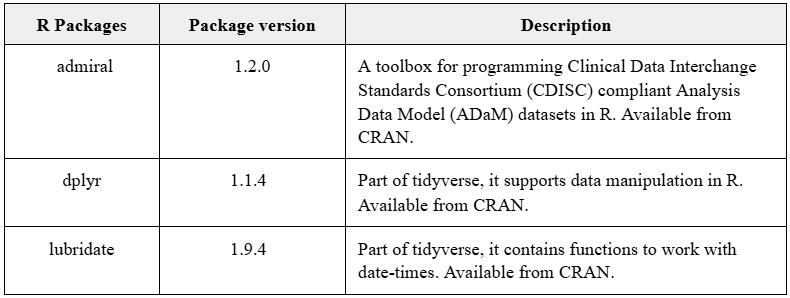 R Packages Package version Description
admiral 1.2.0 A toolbox for programming Clinical Data Interchange
Standards Consortium (CDISC) compliant Analysis
Data Model (ADaM) datasets in R. Available from
CRAN.
dplyr 1.1.4 Part of tidyverse, it supports data manipulation in R.
Available from CRAN.
lubridate 1.9.4 Part of tidyverse, it contains functions to work with
date-times. Available from CRAN.